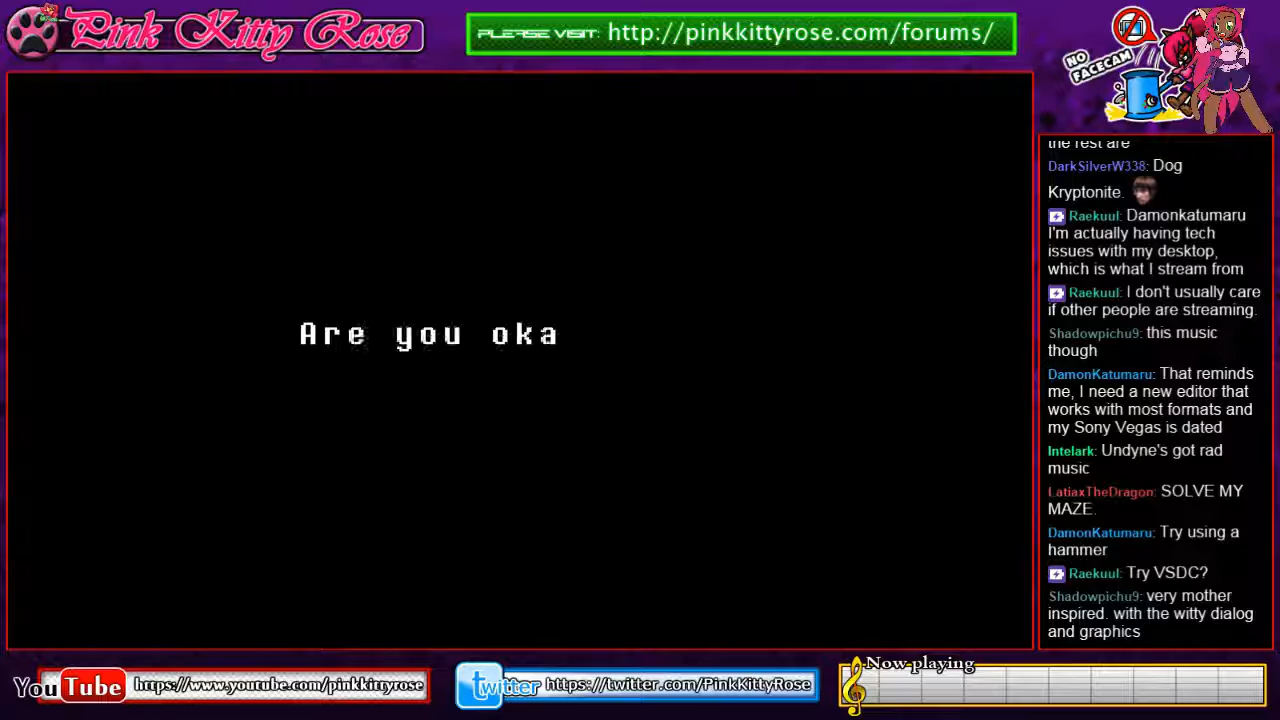 Pink Kitty Rose
PLEASE VISIT: http://pinkkittyrose.com/forums/
NO
FACECAM
Are you oka
the rest are
DarkSilverW338: Dog
Kryptonite.
Raekuul: Damonkatumaru
I'm actually having tech
issues with my desktop,
which is what I stream from
Raekuul: I don't usually care
if other people are streaming.
Shadowpichu9: this music
though
DamonKatumaru: That reminds
me, I need a new editor that
works with most formats and
my Sony Vegas is dated
Intelark: Undyne's got rad
music
LatiaxTheDragon: SOLVE MY
MAZE.
DamonKatumaru: Try using a
hammer
Raekuul: Try VSDC?
Shadowpichu9: very mother
inspired. with the witty dialog
and graphics
YouTube https://www.youtube.com/pinkkittyrose
twitter https://twitter.com/PinkKittyRose
Now playing